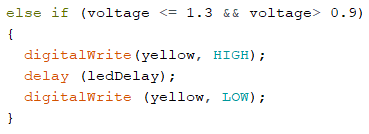 else if (voltage <= 1.3 && voltage> 0.9)
{
  digitalWrite(yellow, HIGH);
  delay (ledDelay);
  digitalWrite (yellow, LOW);
}